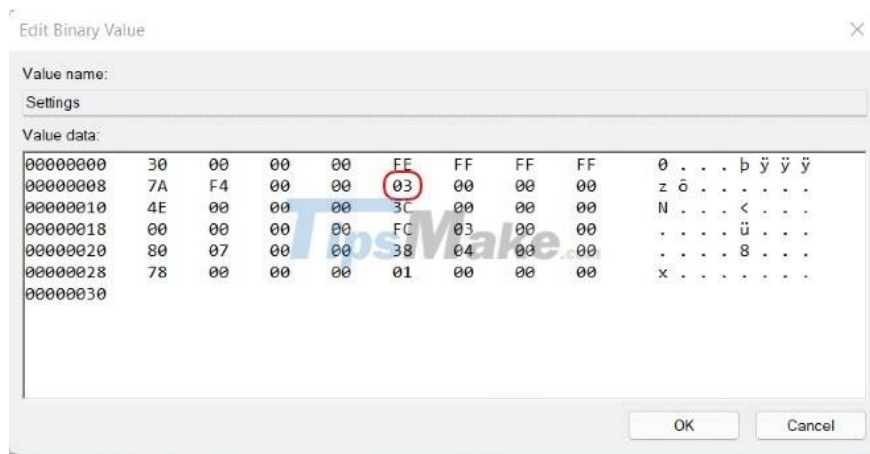 Edit Binary Value
Value name:
Settings
Value data:
00000000 30 00 00 00 FE FF FF FF 0 . . . þ ÿ ÿ ÿ
00000008 7A F4 00 00 03 00 00 00 z ô . . . . . .
00000010 4E 00 00 00 3C 00 00 00 N . . . < . . .
00000018 00 00 00 00 FC 03 00 00 . . . . ü . . .
00000020 80 07 00 00 38 04 00 00 . . . . 8 . . .
00000028 78 00 00 00 01 00 00 00 x . . . . . . .
00000030
TipsMake.com
OK Cancel